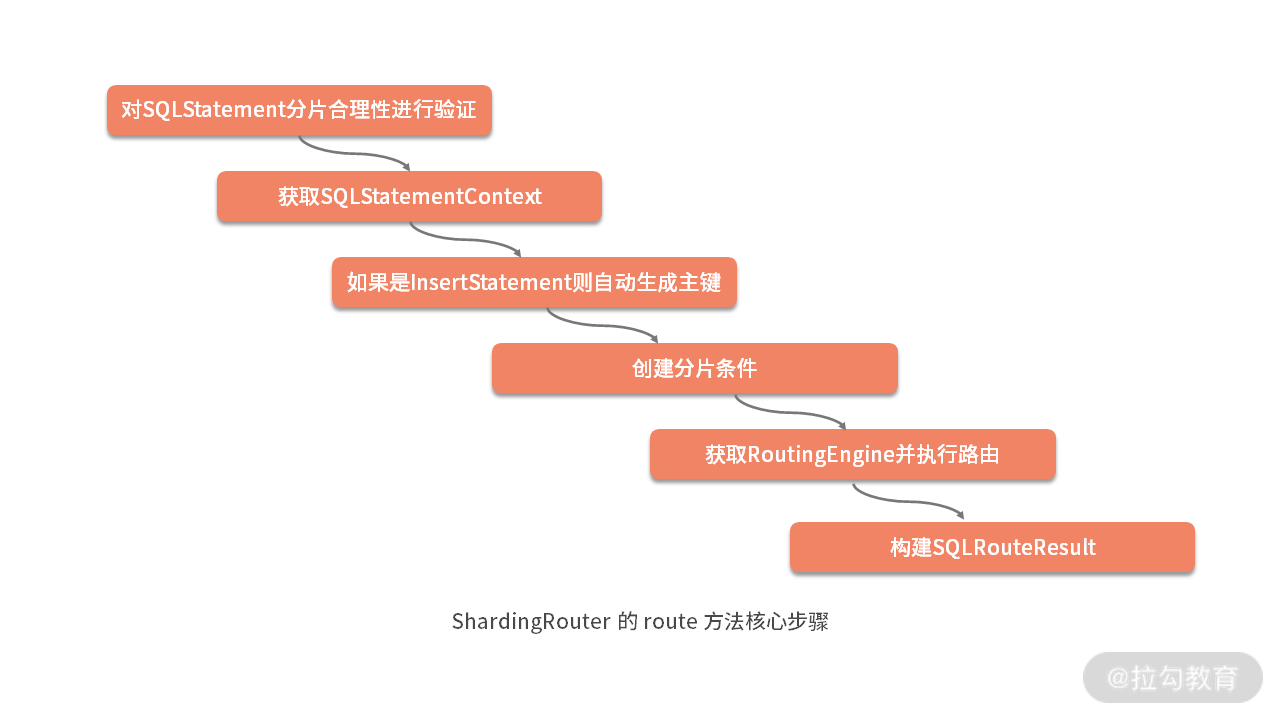 对SQLStatement分片合理性进行验证
获取SQLStatementContext
如果是InsertStatement则自动生成主键
创建分片条件
获取RoutingEngine并执行路由
构建SQLRouteResult
ShardingRouter 的 route 方法核心步骤
@拉勾教育